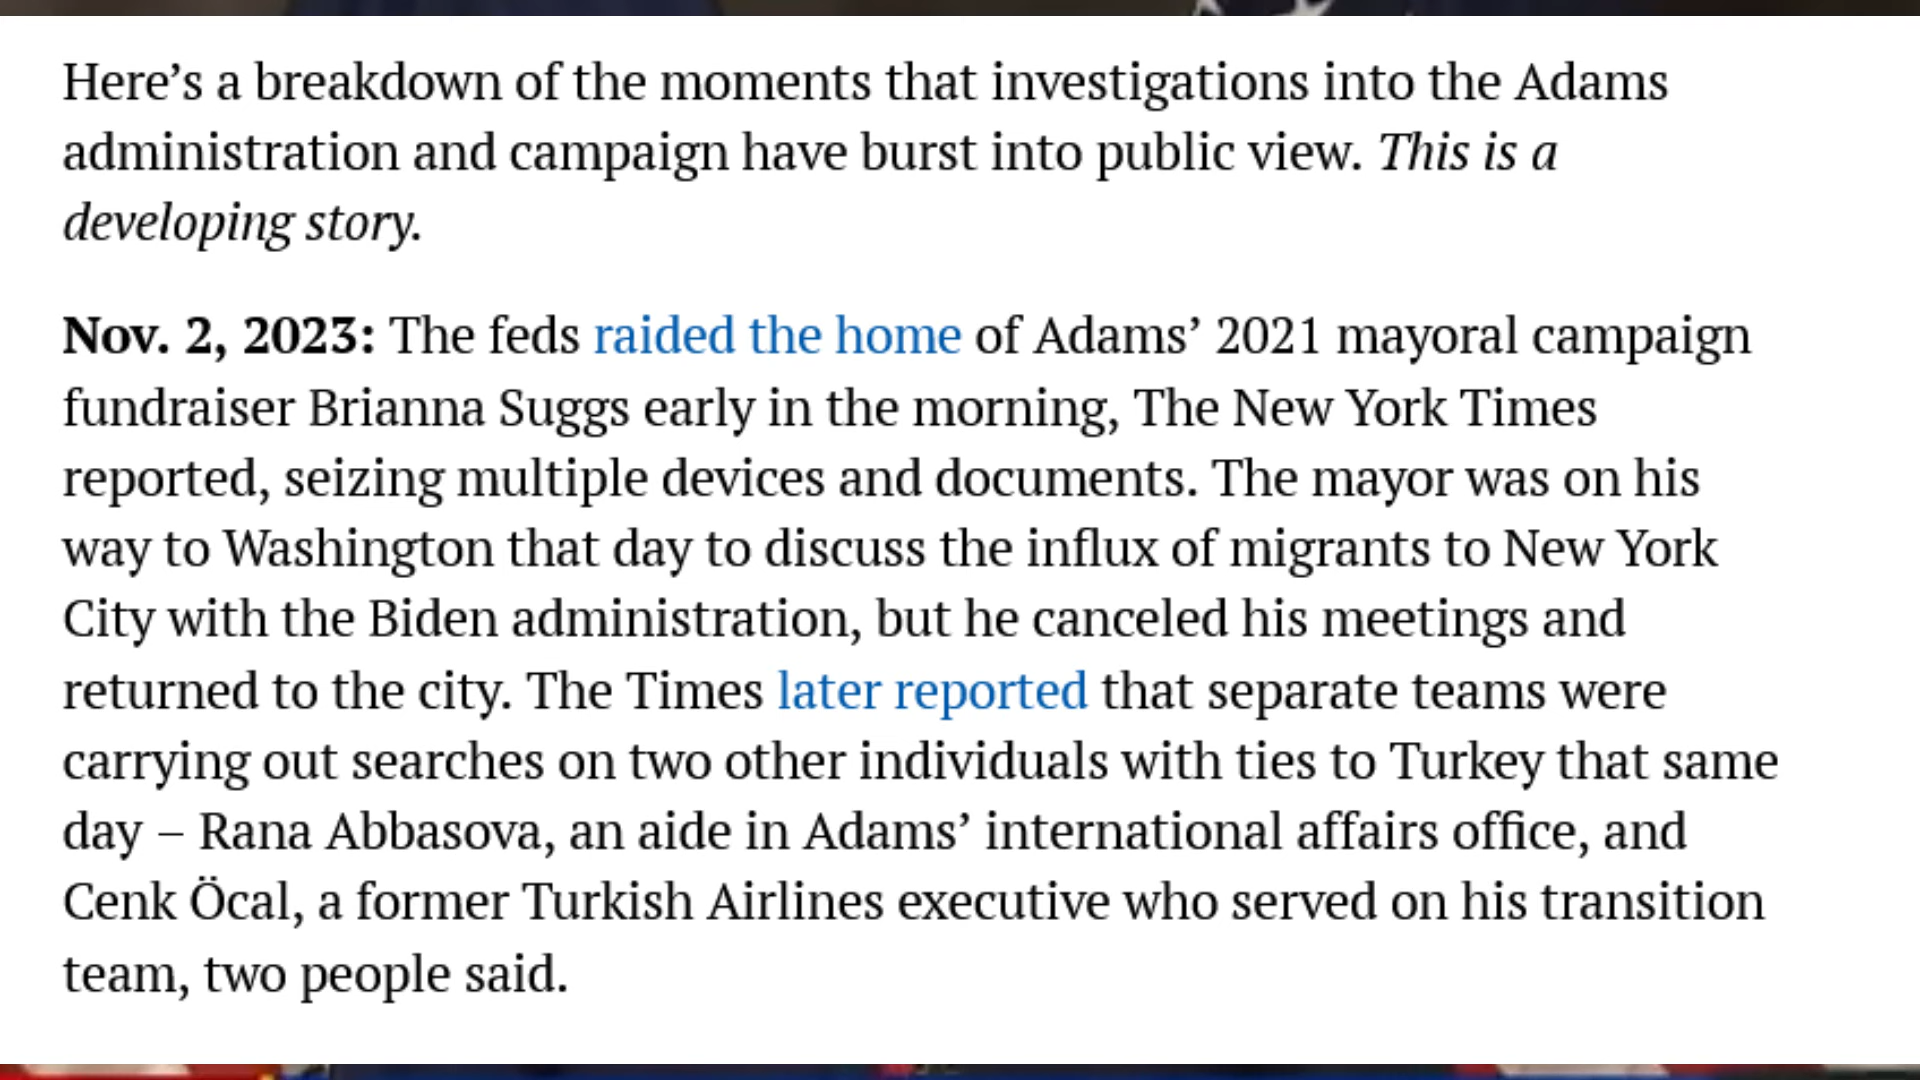 Here’s a breakdown of the moments that investigations into the Adams
administration and campaign have burst into public view. This is a
developing story.
Nov. 2, 2023: The feds raided the home of Adams’ 2021 mayoral campaign
fundraiser Brianna Suggs early in the morning, The New York Times
reported, seizing multiple devices and documents. The mayor was on his
way to Washington that day to discuss the influx of migrants to New York
City with the Biden administration, but he canceled his meetings and
returned to the city. The Times later reported that separate teams were
carrying out searches on two other individuals with ties to Turkey that same
day – Rana Abbasova, an aide in Adams’ international affairs office, and
Cenk Öcal, a former Turkish Airlines executive who served on his transition
team, two people said.